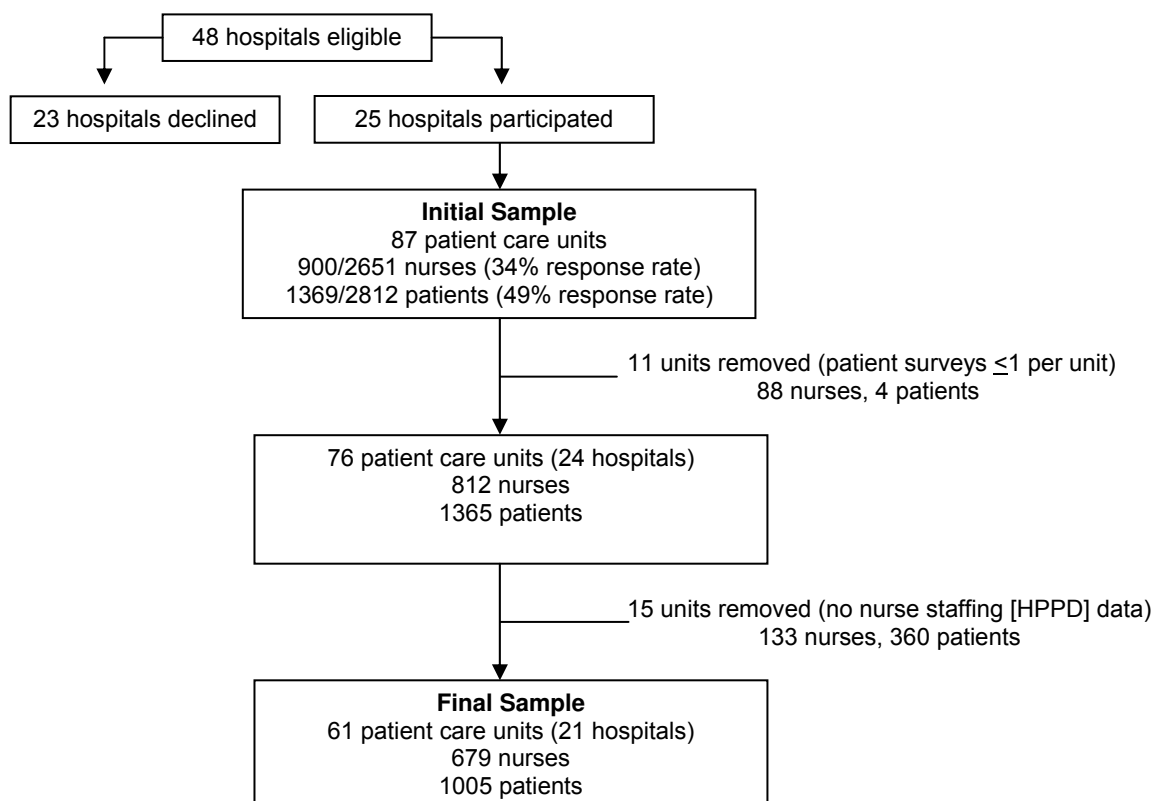 48 hospitals eligible
23 hospitals declined
25 hospitals participated
Initial Sample
87 patient care units
900/2651 nurses (34% response rate)
1369/2812 patients (49% response rate)
11 units removed (patient surveys ≤1 per unit)
88 nurses, 4 patients
76 patient care units (24 hospitals)
812 nurses
1365 patients
15 units removed (no nurse staffing [HPPD] data)
133 nurses, 360 patients
Final Sample
61 patient care units (21 hospitals)
679 nurses
1005 patients